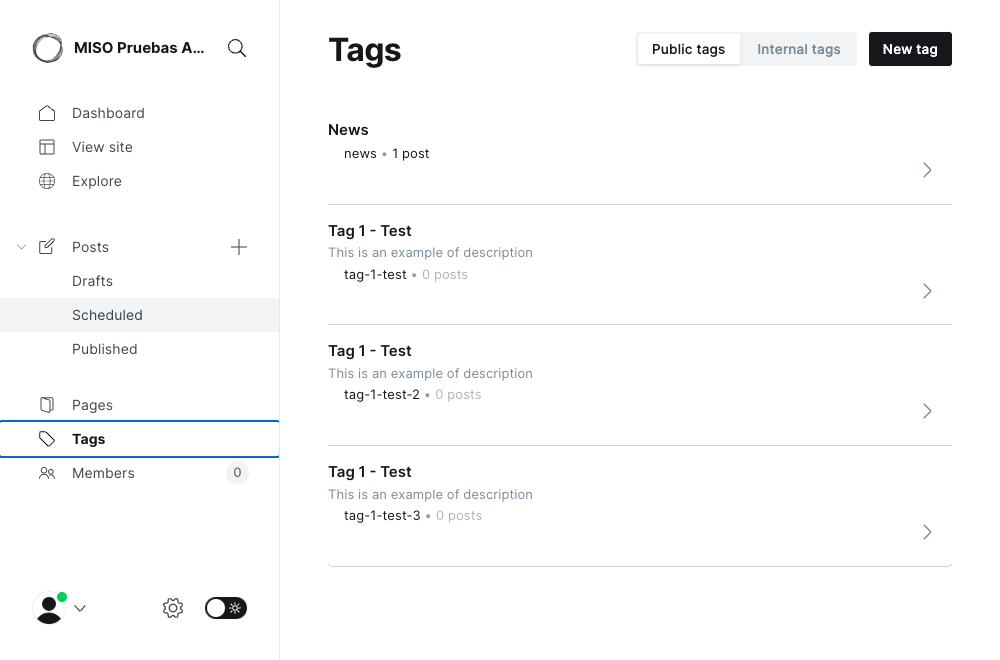 MISO Pruebas A...
Dashboard
View site
Explore
Posts
Drafts
Scheduled
Published
Pages
Tags
Members 0
Tags
Public tags Internal tags New tag
News
news • 1 post
Tag 1 - Test
This is an example of description
tag-1-test • 0 posts
Tag 1 - Test
This is an example of description
tag-1-test-2 • 0 posts
Tag 1 - Test
This is an example of description
tag-1-test-3 • 0 posts